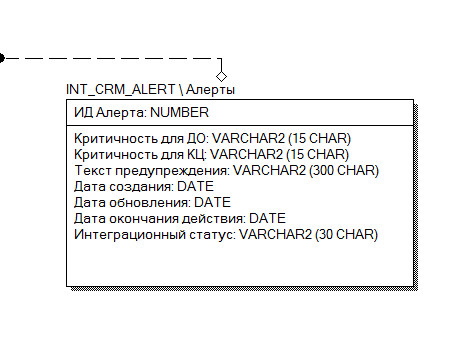 INT_CRM_ALERT \ Алерты
ИД Алерта: NUMBER
Критичность для ДО: VARCHAR2 (15 CHAR)
Критичность для КЦ: VARCHAR2 (15 CHAR)
Текст предупреждения: VARCHAR2 (300 CHAR)
Дата создания: DATE
Дата обновления: DATE
Дата окончания действия: DATE
Интеграционный статус: VARCHAR2 (30 CHAR)